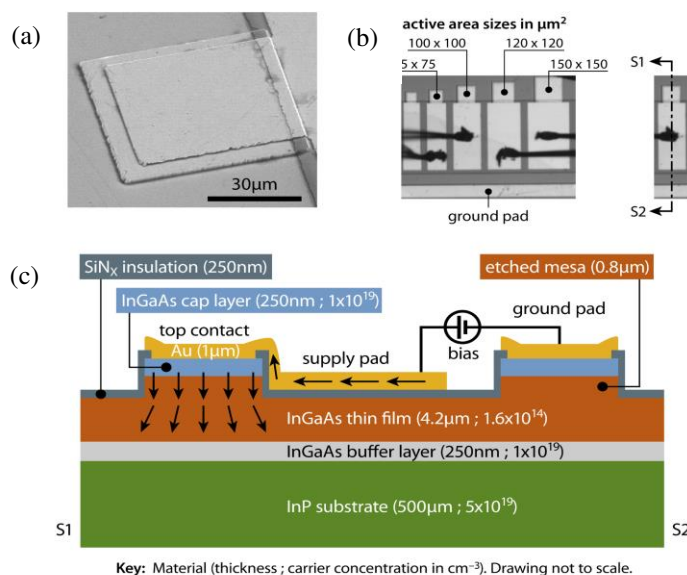 (a)
30µm
(b)
active area sizes in µm²
100 x 100
120 x 120
5 x 75
150 x 150
ground pad
S1
S2
(c)
SiNX insulation (250nm)
etched mesa (0.8µm)
InGaAs cap layer (250nm ; 1x10¹⁹)
ground pad
top contact
Au (1µm)
supply pad
bias
InGaAs thin film (4.2µm ; 1.6x10¹⁴)
InGaAs buffer layer (250nm ; 1x10¹⁹)
InP substrate (500µm ; 5x10¹⁹)
S1
S2
Key: Material (thickness ; carrier concentration in cm⁻³). Drawing not to scale.